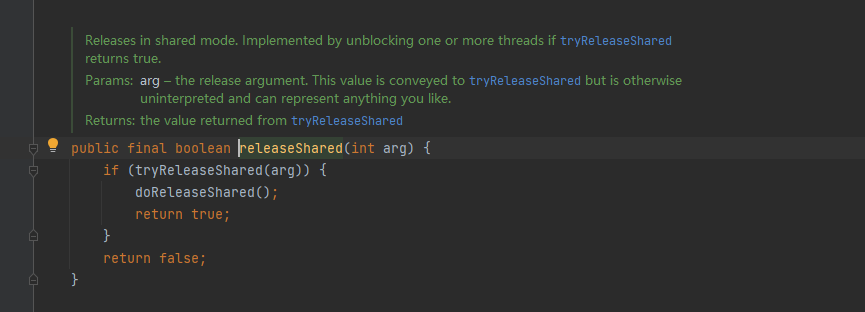 Releases in shared mode. Implemented by unblocking one or more threads if tryReleaseShared
returns true.
Params: arg – the release argument. This value is conveyed to tryReleaseShared but is otherwise
uninterpreted and can represent anything you like.
Returns: the value returned from tryReleaseShared
public final boolean releaseShared(int arg) {
    if (tryReleaseShared(arg)) {
        doReleaseShared();
        return true;
    }
    return false;
}